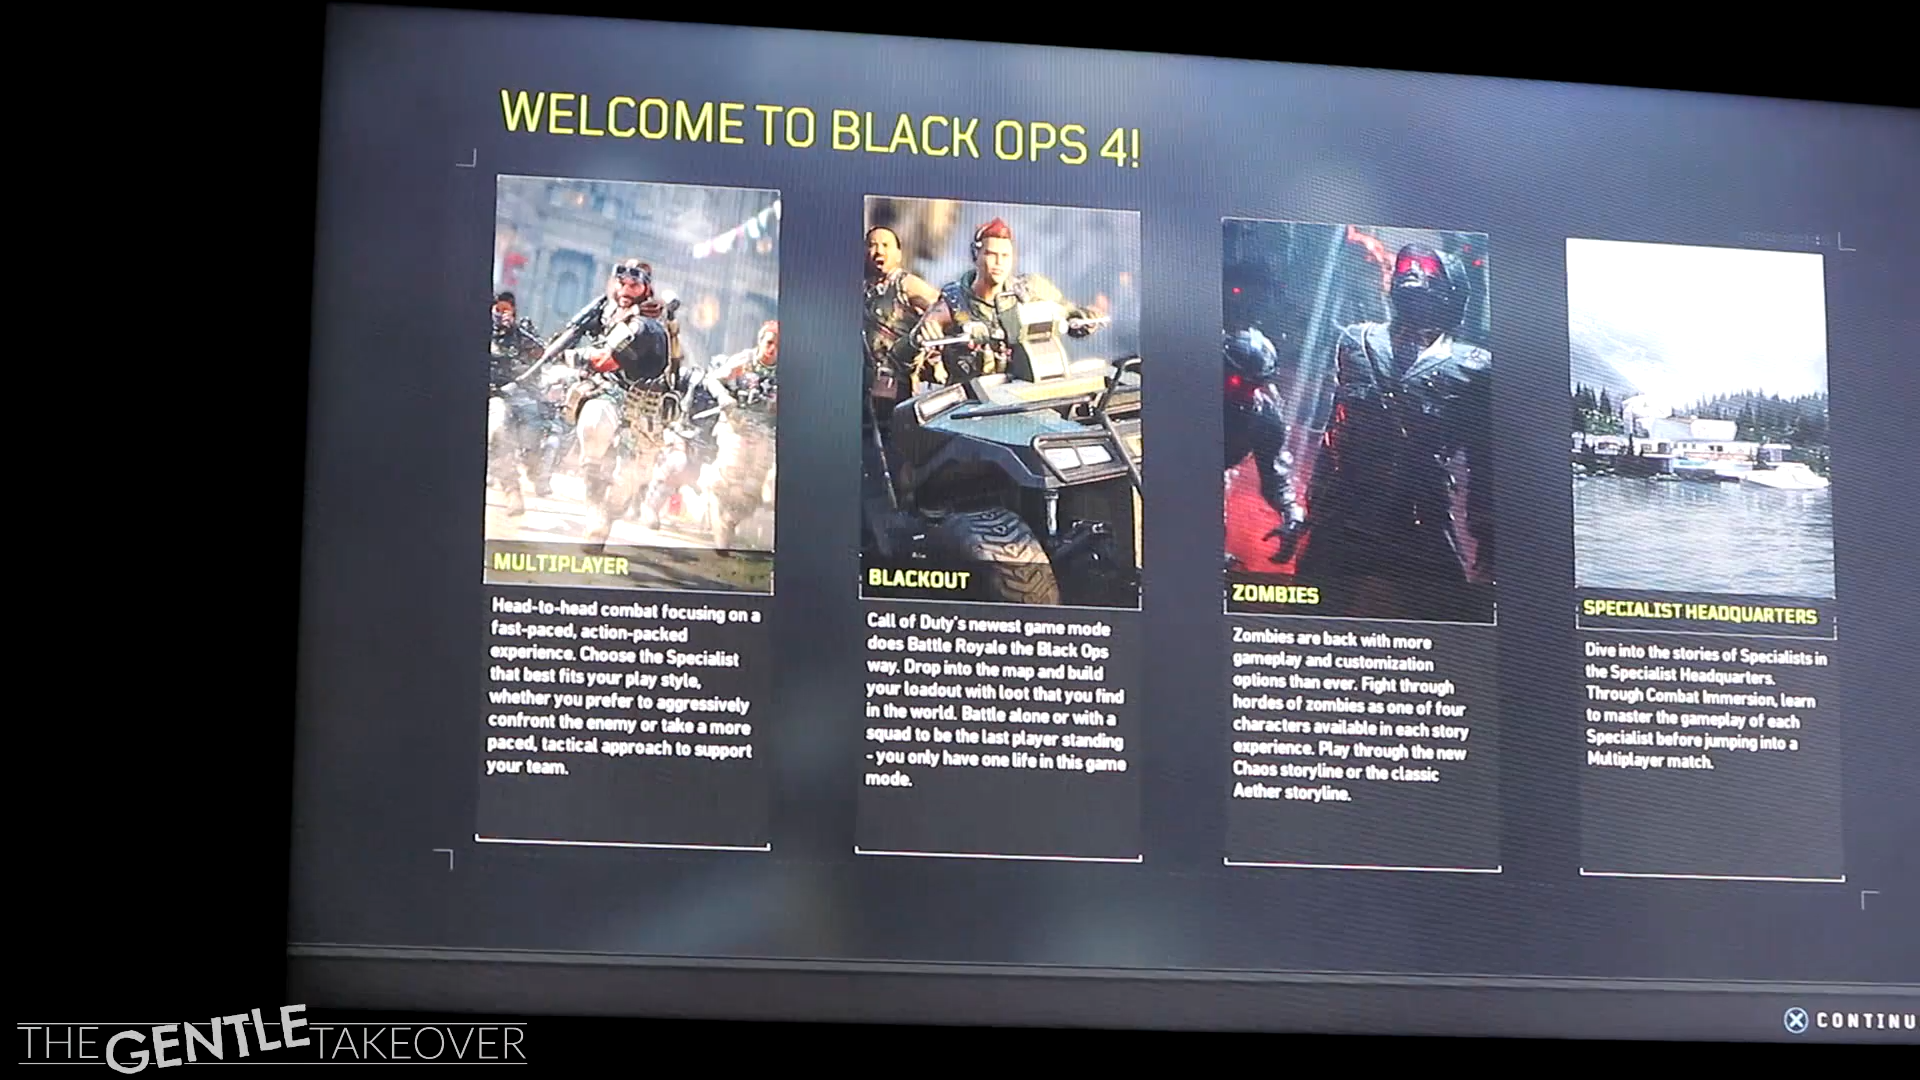 WELCOME TO BLACK OPS 4!
MULTIPLAYER
Head-to-head combat focusing on a
fast-paced, action-packed
experience. Choose the Specialist
that best fits your play style,
whether you prefer to aggressively
confront the enemy or take a more
paced, tactical approach to support
your team.
BLACKOUT
Call of Duty's newest game mode
does Battle Royale the Black Ops
way. Drop into the map and build
your loadout with loot that you find
in the world. Battle alone or with a
squad to be the last player standing
- you only have one life in this game
mode.
ZOMBIES
Zombies are back with more
gameplay and customization
options than ever. Fight through
hordes of zombies as one of four
characters available in each story
experience. Play through the new
Chaos storyline or the classic
Aether storyline.
SPECIALIST HEADQUARTERS
Dive into the stories of Specialists in
the Specialist Headquarters.
Through Combat Immersion, learn
to master the gameplay of each
Specialist before jumping into a
Multiplayer match.
CONTINU
THE GENTLE TAKEOVER